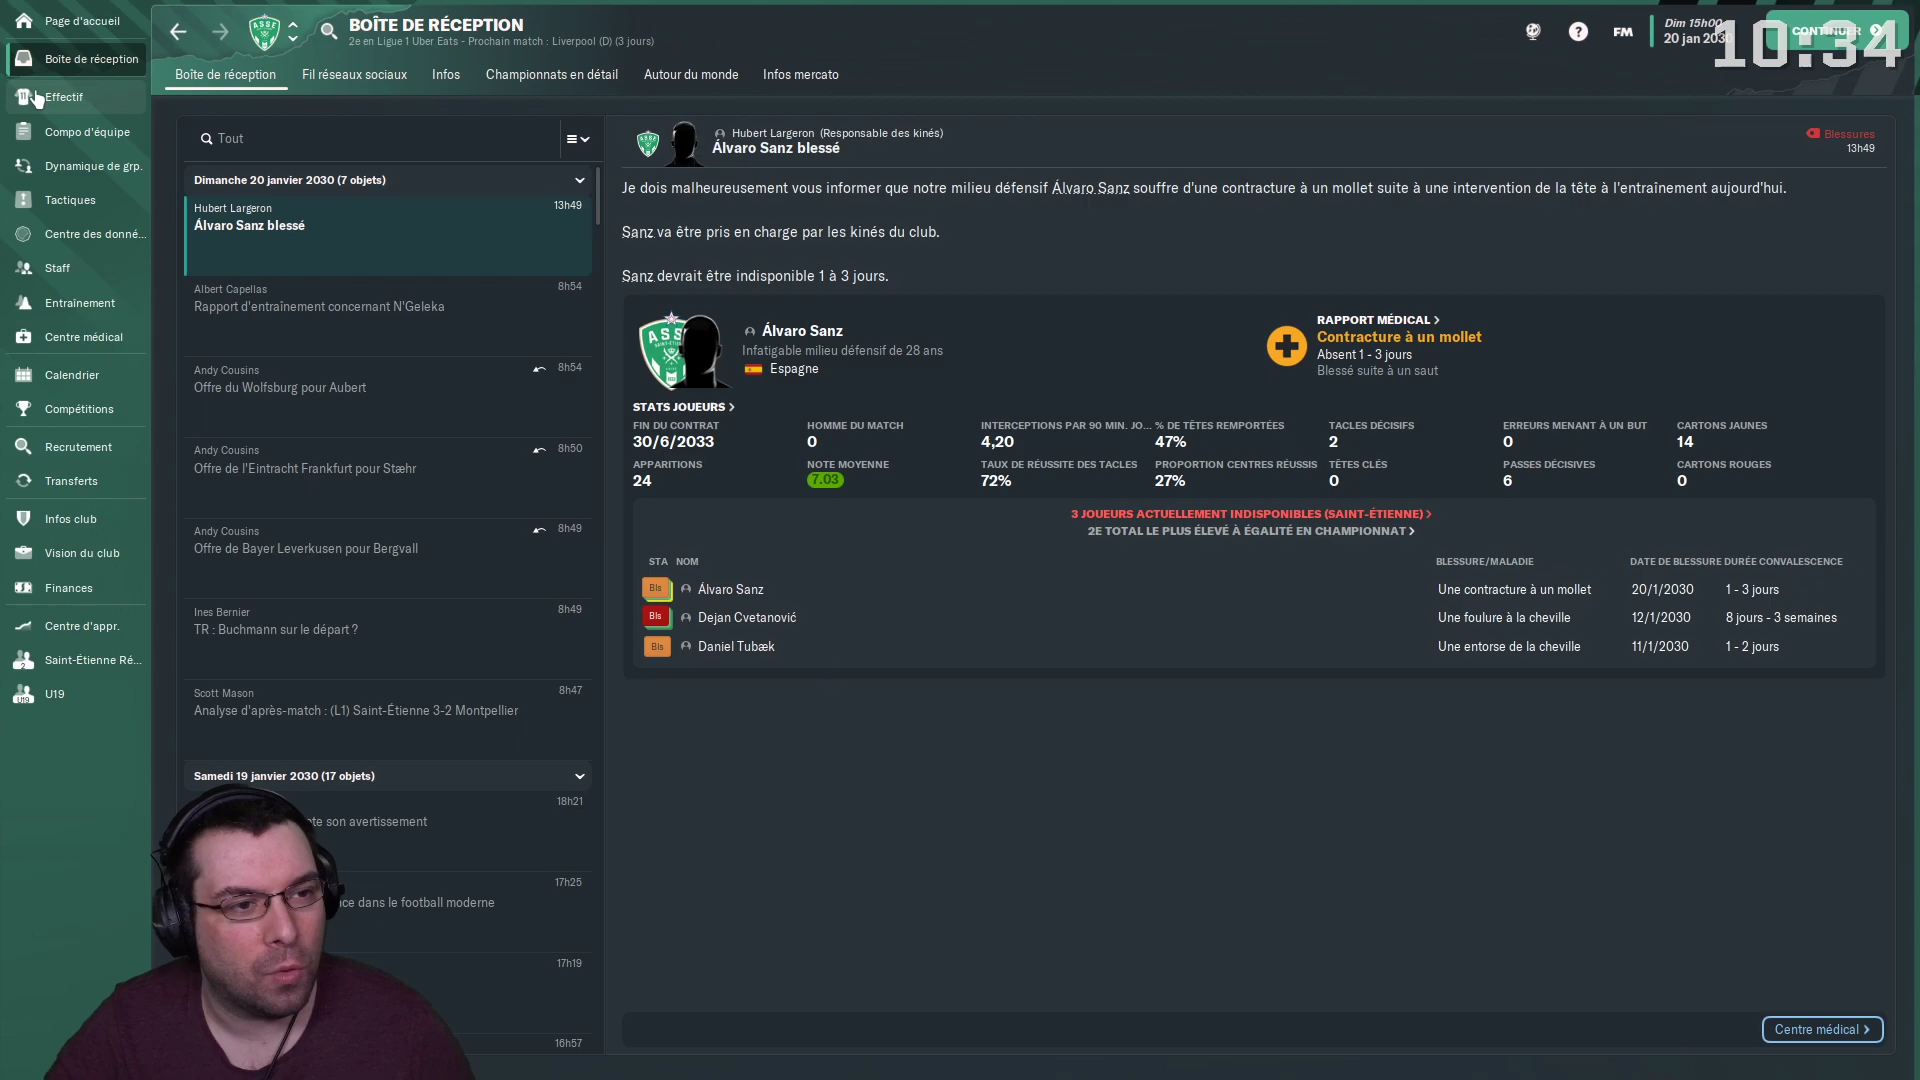 Page d'accueil
Boîte de réception
Effectif
Compo d'équipe
Dynamique de grp.
Tactiques
Centre des donné...
Staff
Entraînement
Centre médical
Calendrier
Compétitions
Recrutement
Transferts
Infos club
Vision du club
Finances
Centre d'appr.
Saint-Étienne Ré...
U19
BOÎTE DE RÉCEPTION
2e en Ligue 1 Uber Eats - Prochain match : Liverpool (D) (3 jours)
FM
Dim 15h00
20 jan 2030
CONTINUER
10:34
Boîte de réception
Fil réseaux sociaux
Infos
Championnats en détail
Autour du monde
Infos mercato
Tout
Dimanche 20 janvier 2030 (7 objets)
Hubert Largeron 13h49
Álvaro Sanz blessé
Albert Capellas 8h54
Rapport d'entraînement concernant N'Geleka
Andy Cousins 8h54
Offre du Wolfsburg pour Aubert
Andy Cousins 8h50
Offre de l'Eintracht Frankfurt pour Stæhr
Andy Cousins 8h49
Offre de Bayer Leverkusen pour Bergvall
Ines Bernier 8h49
TR : Buchmann sur le départ ?
Scott Mason 8h47
Analyse d'après-match : (L1) Saint-Étienne 3-2 Montpellier
Samedi 19 janvier 2030 (17 objets)
18h21
son avertissement
17h25
dans le football moderne
17h19
16h57
Hubert Largeron (Responsable des kinés)
Álvaro Sanz blessé
Blessures
13h49
Je dois malheureusement vous informer que notre milieu défensif Álvaro Sanz souffre d'une contracture à un mollet suite à une intervention de la tête à l'entraînement aujourd'hui.
Sanz va être pris en charge par les kinés du club.
Sanz devrait être indisponible 1 à 3 jours.
Álvaro Sanz
Infatigable milieu défensif de 28 ans
Espagne
RAPPORT MÉDICAL
Contracture à un mollet
Absent 1 - 3 jours
Blessé suite à un saut
STATS JOUEURS
FIN DU CONTRAT HOMME DU MATCH INTERCEPTIONS PAR 90 MIN. JO... % DE TÊTES REMPORTÉES TACLES DÉCISIFS ERREURS MENANT À UN BUT CARTONS JAUNES
30/6/2033 0 4,20 47% 2 0 14
APPARITIONS NOTE MOYENNE TAUX DE RÉUSSITE DES TACLES PROPORTION CENTRES RÉUSSIS TÊTES CLÉS PASSES DÉCISIVES CARTONS ROUGES
24 7.03 72% 27% 0 6 0
3 JOUEURS ACTUELLEMENT INDISPONIBLES (SAINT-ÉTIENNE)
2E TOTAL LE PLUS ÉLEVÉ À ÉGALITÉ EN CHAMPIONNAT
STA NOM BLESSURE/MALADIE DATE DE BLESSURE DURÉE CONVALESCENCE
Bls Álvaro Sanz Une contracture à un mollet 20/1/2030 1 - 3 jours
Bls Dejan Cvetanović Une foulure à la cheville 12/1/2030 8 jours - 3 semaines
Bls Daniel Tubæk Une entorse de la cheville 11/1/2030 1 - 2 jours
Centre médical